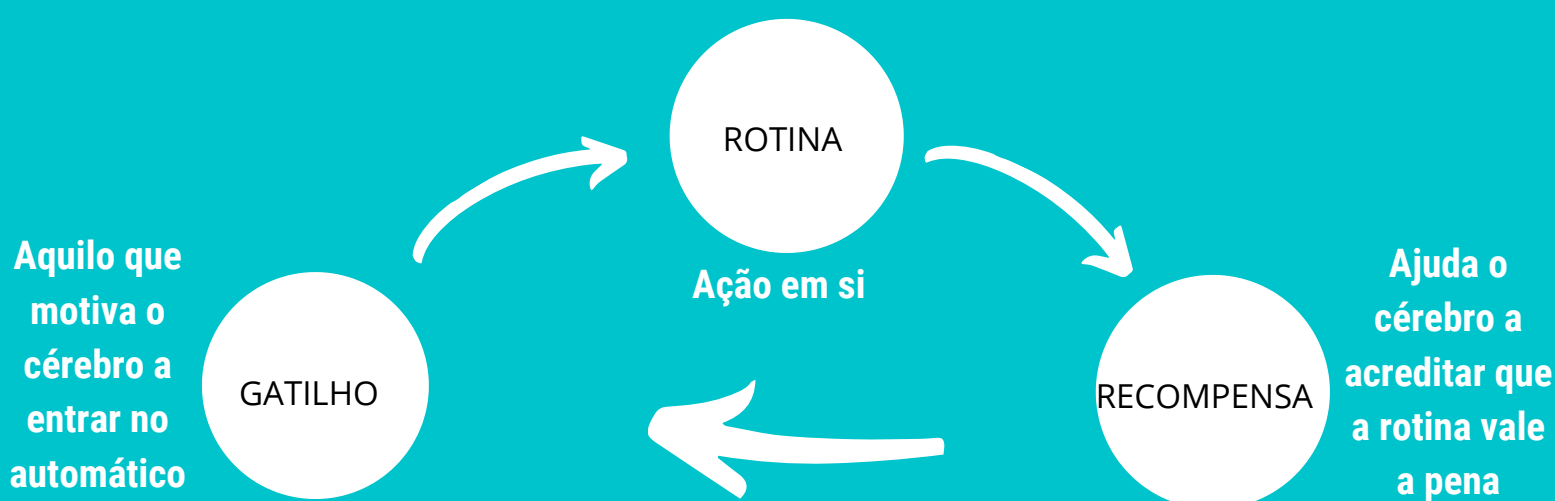 ROTINA
Ação em si
Aquilo que
motiva o
cérebro a
entrar no
automático
GATILHO
RECOMPENSA
Ajuda o
cérebro a
acreditar que
a rotina vale
a pena